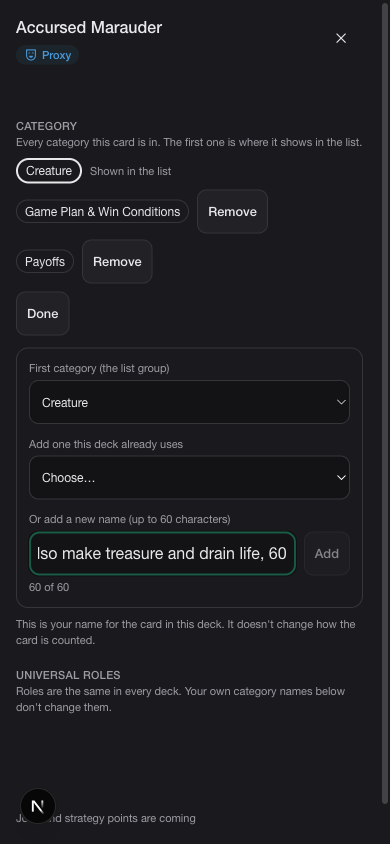 Accursed Marauder
Proxy
CATEGORY
Every category this card is in. The first one is where it shows in the list.
Creature
Shown in the list
Game Plan & Win Conditions
Remove
Payoffs
Remove
Done
First category (the list group)
Creature
Add one this deck already uses
Choose...
Or add a new name (up to 60 characters)
lso make treasure and drain life, 60
Add
60 of 60
This is your name for the card in this deck. It doesn't change how the
card is counted.
UNIVERSAL ROLES
Roles are the same in every deck. Your own category names below
don't change them.
N
and strategy points are coming